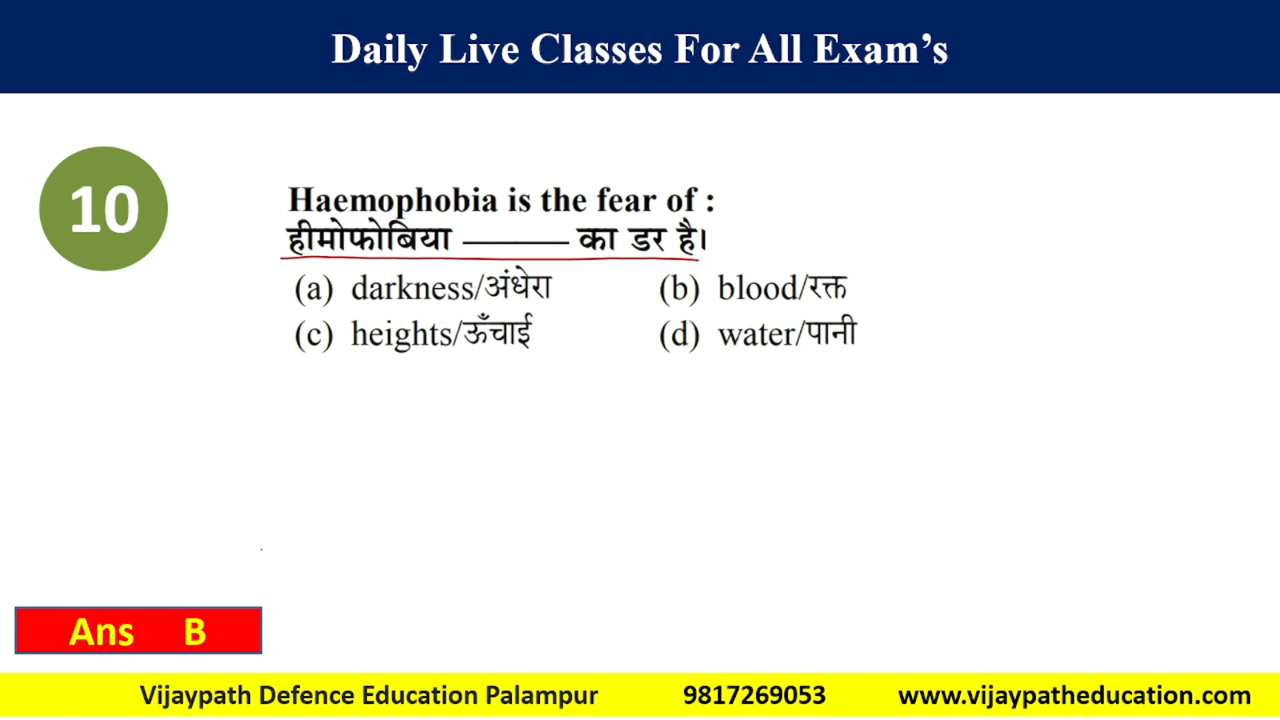 Daily Live Classes For All Exam’s
10
Haemophobia is the fear of :
हीमोफोबिया ——— का डर है।
(a) darkness/अंधेरा (b) blood/रक्त
(c) heights/ऊँचाई (d) water/पानी
Ans B
Vijaypath Defence Education Palampur 9817269053 www.vijaypatheducation.com